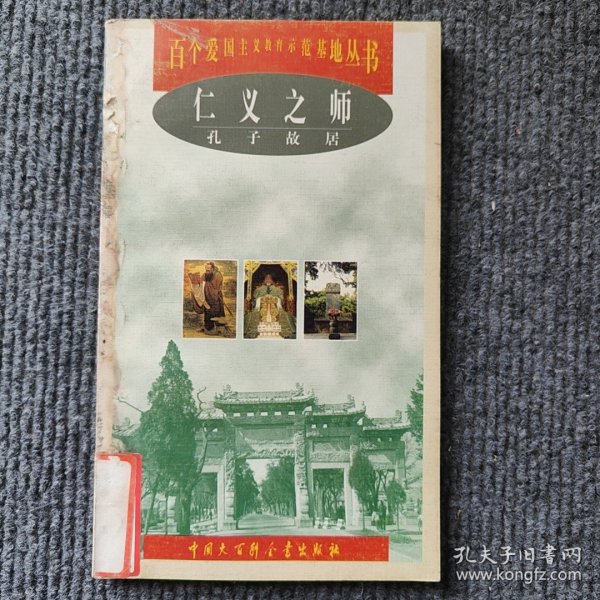 百个爱国主义教育示范基地丛书
仁义之师
孔子故居
中国大百科全书出版社
孔夫子旧书网
www.kongfz.com